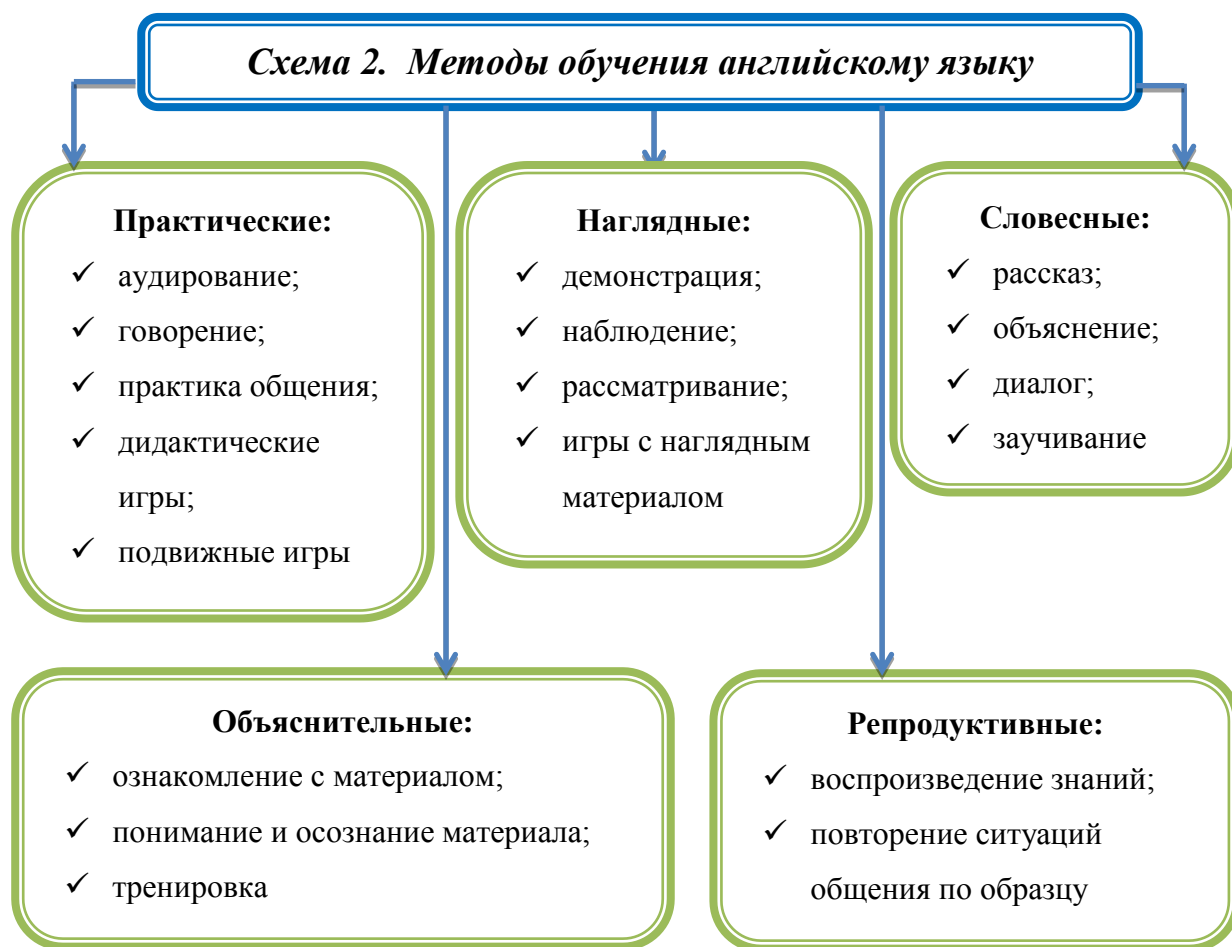 Схема 2. Методы обучения английскому языку
Практические:
✓ аудирование;
✓ говорение;
✓ практика общения;
✓ дидактические
игры;
✓ подвижные игры
Наглядные:
✓ демонстрация;
✓ наблюдение;
✓ рассматривание;
✓ игры с наглядным
материалом
Словесные:
✓ рассказ;
✓ объяснение;
✓ диалог;
✓ заучивание
Объяснительные:
✓ ознакомление с материалом;
✓ понимание и осознание материала;
✓ тренировка
Репродуктивные:
✓ воспроизведение знаний;
✓ повторение ситуаций
общения по образцу